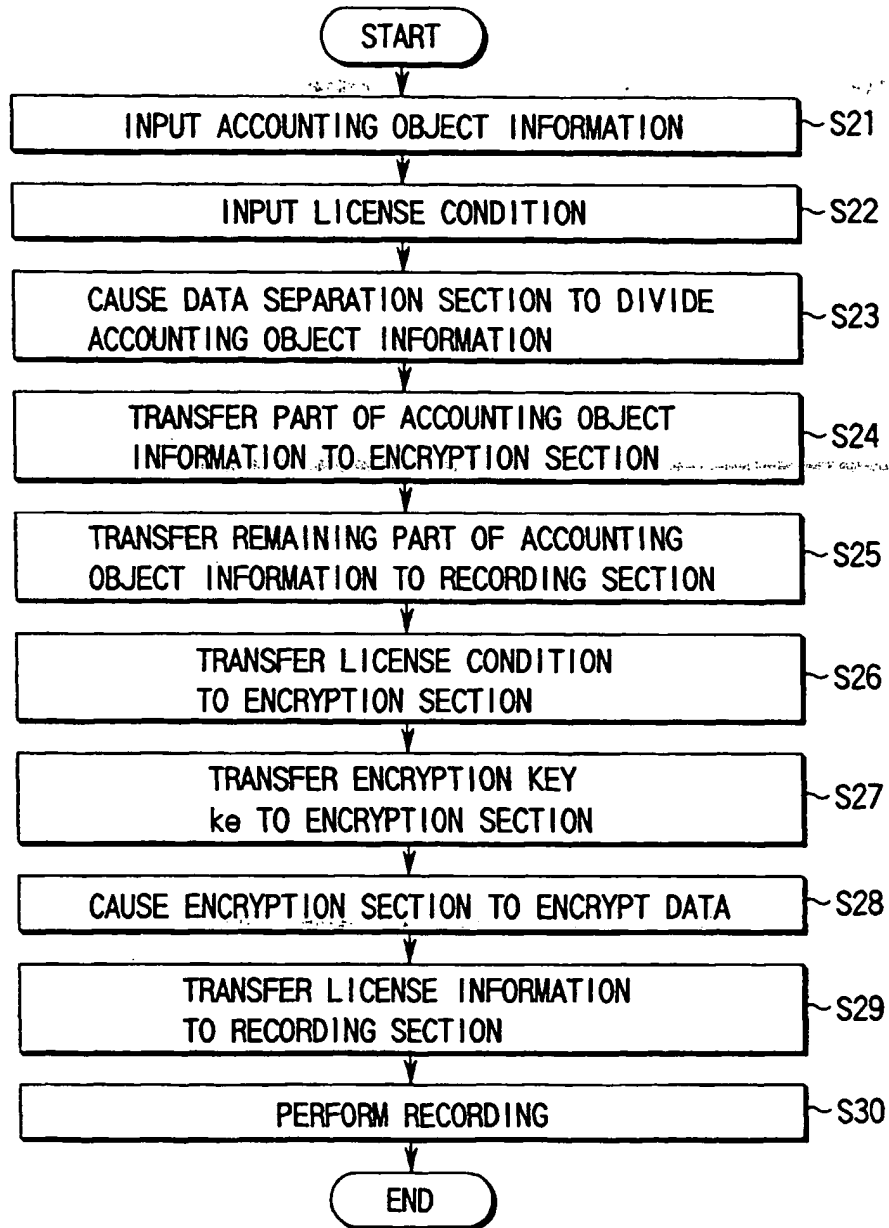 START
INPUT ACCOUNTING OBJECT INFORMATION
~S21
INPUT LICENSE CONDITION
~S22
CAUSE DATA SEPARATION SECTION TO DIVIDE
ACCOUNTING OBJECT INFORMATION
~S23
TRANSFER PART OF ACCOUNTING OBJECT
INFORMATION TO ENCRYPTION SECTION
~S24
TRANSFER REMAINING PART OF ACCOUNTING
OBJECT INFORMATION TO RECORDING SECTION
~S25
TRANSFER LICENSE CONDITION
TO ENCRYPTION SECTION
~S26
TRANSFER ENCRYPTION KEY
ke TO ENCRYPTION SECTION
~S27
CAUSE ENCRYPTION SECTION TO ENCRYPT DATA
~S28
TRANSFER LICENSE INFORMATION
TO RECORDING SECTION
~S29
PERFORM RECORDING
~S30
END